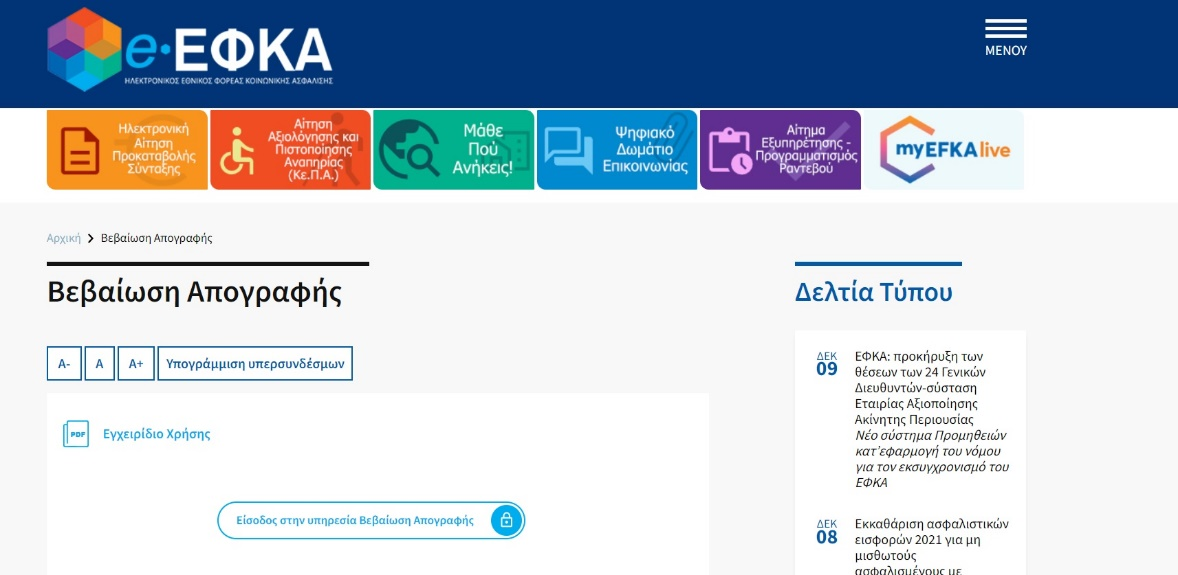 e·ΕΦΚΑ
ΗΛΕΚΤΡΟΝΙΚΟΣ ΕΘΝΙΚΟΣ ΦΟΡΕΑΣ ΚΟΙΝΩΝΙΚΗΣ ΑΣΦΑΛΙΣΗΣ
ΜΕΝΟΥ
Ηλεκτρονική
Αίτηση
Προκαταβολής
Σύνταξης
Αίτηση
Αξιολόγησης και
Πιστοποίησης
Αναπηρίας
(Κε.Π.Α.)
Μάθε
Πού
Ανήκεις!
Ψηφιακό
Δωμάτιο
Επικοινωνίας
Αίτημα
Εξυπηρέτησης -
Προγραμματισμός
Ραντεβού
myEFKAlive
Αρχική > Βεβαίωση Απογραφής
Βεβαίωση Απογραφής
A- A A+ Υπογράμμιση υπερσυνδέσμων
PDF Εγχειρίδιο Χρήσης
Είσοδος στην υπηρεσία Βεβαίωση Απογραφής
Δελτία Τύπου
ΔΕΚ
09
ΕΦΚΑ: προκήρυξη των
θέσεων των 24 Γενικών
Διευθυντών-σύσταση
Εταιρίας Αξιοποίησης
Ακίνητης Περιουσίας
Νέο σύστημα Προμηθειών
κατ'εφαρμογή του νόμου
για τον εκσυγχρονισμό του
ΕΦΚΑ
ΔΕΚ
08
Εκκαθάριση ασφαλιστικών
εισφορών 2021 για μη
μισθωτούς
ασφαλισμένους με